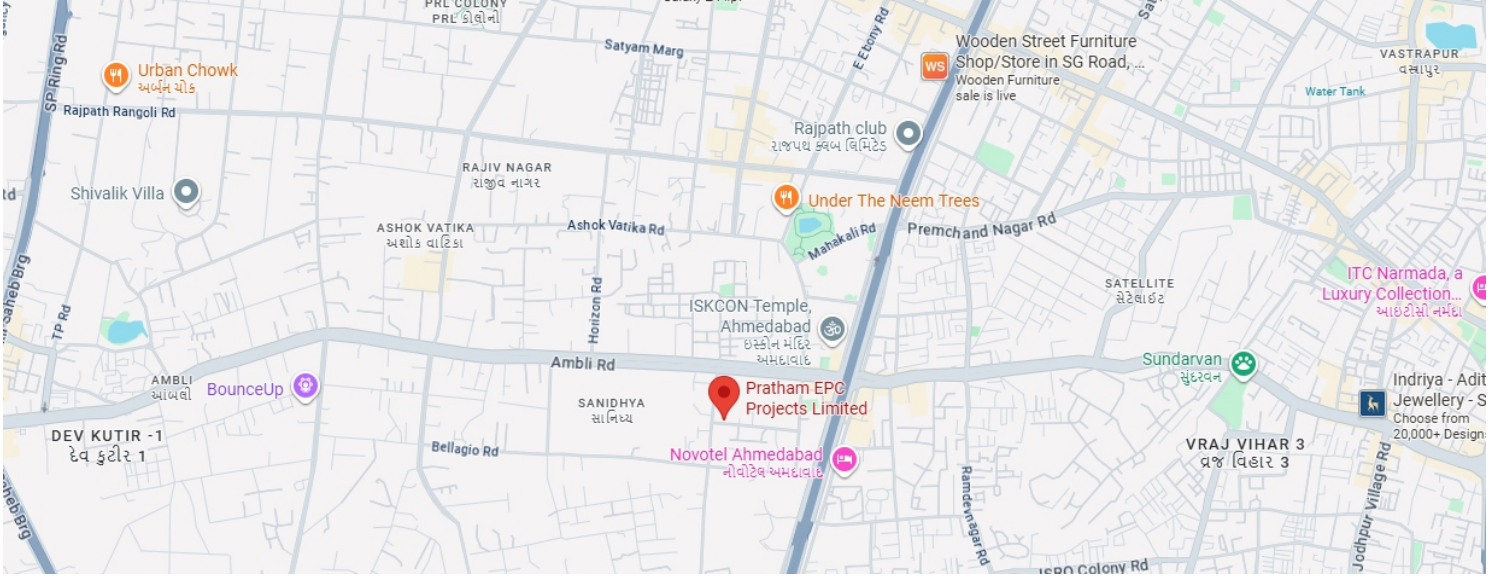 PRL COLONY
PRL કોલોની
Satyam Marg
E Ebony Rd
SP Ring Rd
Urban Chowk
અર્બન ચોક
Rajpath Rangoli Rd
Wooden Street Furniture
Shop/Store in SG Road, ...
Wooden Furniture
sale is live
VASTRAPUR
વસ્ત્રાપુર
Water Tank
Rajpath club
રાજપથ ક્લબ લિમિટેડ
RAJIV NAGAR
રાજીવ નાગર
Shivalik Villa
Under The Neem Trees
ASHOK VATIKA
અશોક વાટિકા
Ashok Vatika Rd
Mahakali Rd
Premchand Nagar Rd
Horizon Rd
TP Rd
SATELLITE
સેટેલાઈટ
ITC Narmada, a
Luxury Collection...
આઇટીસી નર્મદા
ISKCON Temple,
Ahmedabad
ઇસ્કોન મંદિર
અમદાવાદ
Ambli Rd
AMBLI
આંબલી
BounceUp
Sundarvan
સુંદરવન
Pratham EPC
Projects Limited
SANIDHYA
સાનિધ્ય
Indriya - Adit
Jewellery - S
Choose from
20,000+ Design
DEV KUTIR -1
દેવ કુટીર 1
Bellagio Rd
Novotel Ahmedabad
નોવોટેલ અમદાવાદ
VRAJ VIHAR 3
વ્રજ વિહાર 3
Ramdevnagar Rd
Jodhpur Village Rd
ISRO Colony Rd